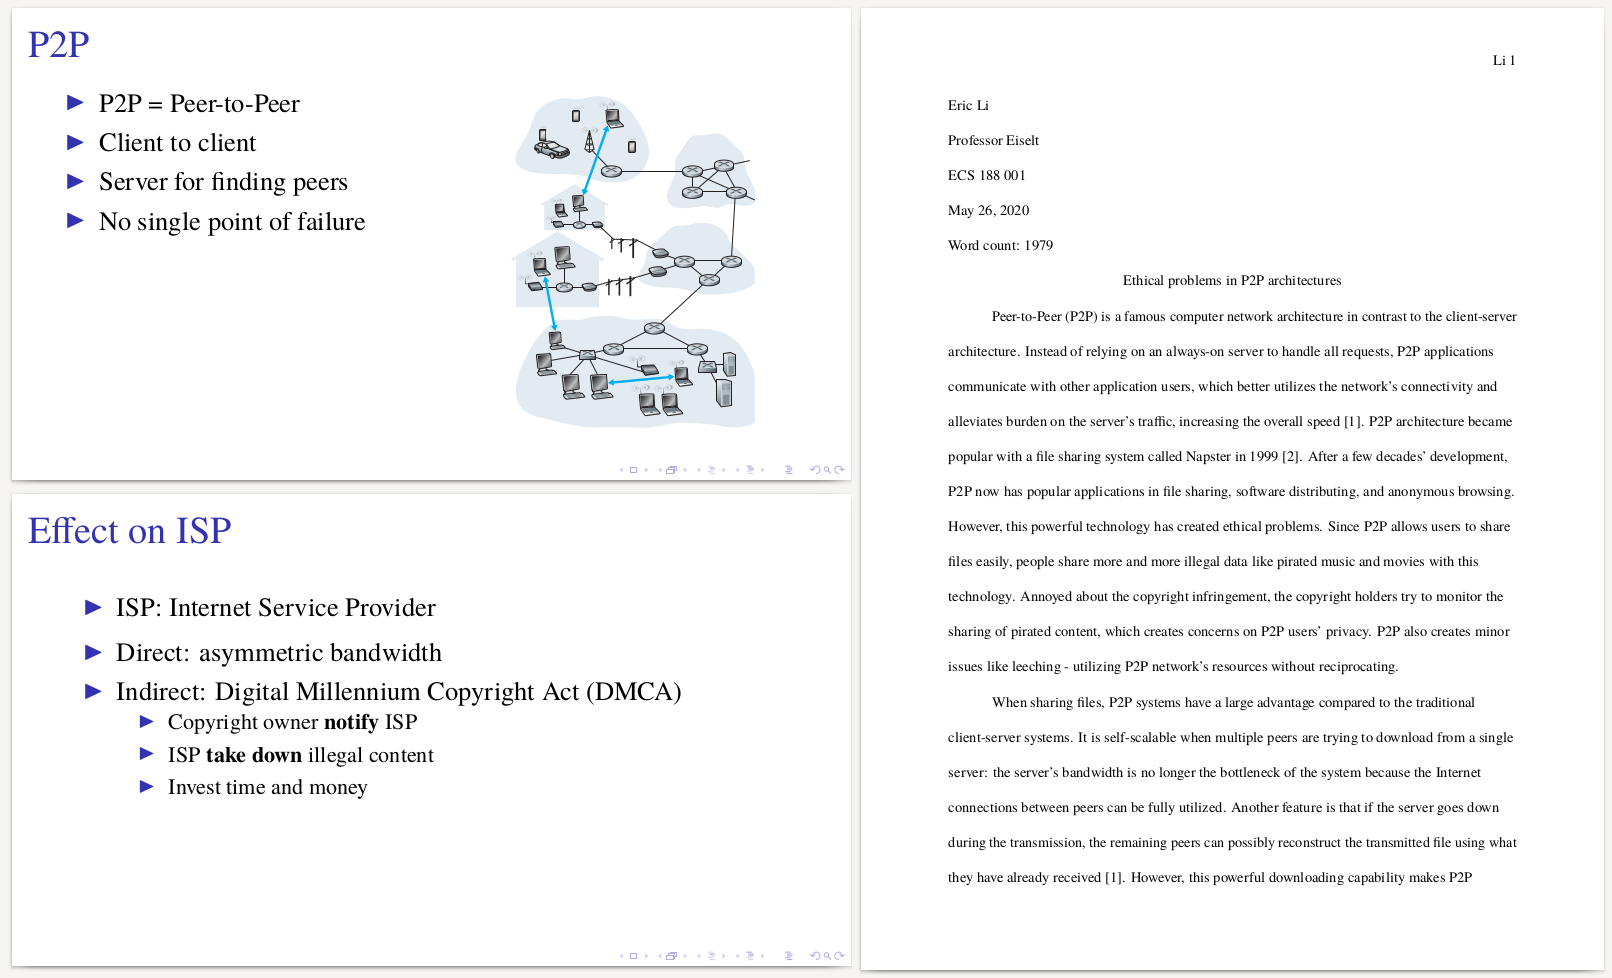 P2P
P2P = Peer-to-Peer
Client to client
Server for finding peers
No single point of failure
Effect on ISP
ISP: Internet Service Provider
Direct: asymmetric bandwidth
Indirect: Digital Millennium Copyright Act (DMCA)
Copyright owner notify ISP
ISP take down illegal content
Invest time and money
Li 1
Eric Li
Professor Eiselt
ECS 188 001
May 26, 2020
Word count: 1979
Ethical problems in P2P architectures
Peer-to-Peer (P2P) is a famous computer network architecture in contrast to the client-server
architecture. Instead of relying on an always-on server to handle all requests, P2P applications
communicate with other application users, which better utilizes the network's connectivity and
alleviates burden on the server's traffic, increasing the overall speed [1]. P2P architecture became
popular with a file sharing system called Napster in 1999 [2]. After a few decades' development,
P2P now has popular applications in file sharing, software distributing, and anonymous browsing.
However, this powerful technology has created ethical problems. Since P2P allows users to share
files easily, people share more and more illegal data like pirated music and movies with this
technology. Annoyed about the copyright infringement, the copyright holders try to monitor the
sharing of pirated content, which creates concerns on P2P users' privacy. P2P also creates minor
issues like leeching - utilizing P2P network's resources without reciprocating.
When sharing files, P2P systems have a large advantage compared to the traditional
client-server systems. It is self-scalable when multiple peers are trying to download from a single
server: the server's bandwidth is no longer the bottleneck of the system because the Internet
connections between peers can be fully utilized. Another feature is that if the server goes down
during the transmission, the remaining peers can possibly reconstruct the transmitted file using what
they have already received [1]. However, this powerful downloading capability makes P2P